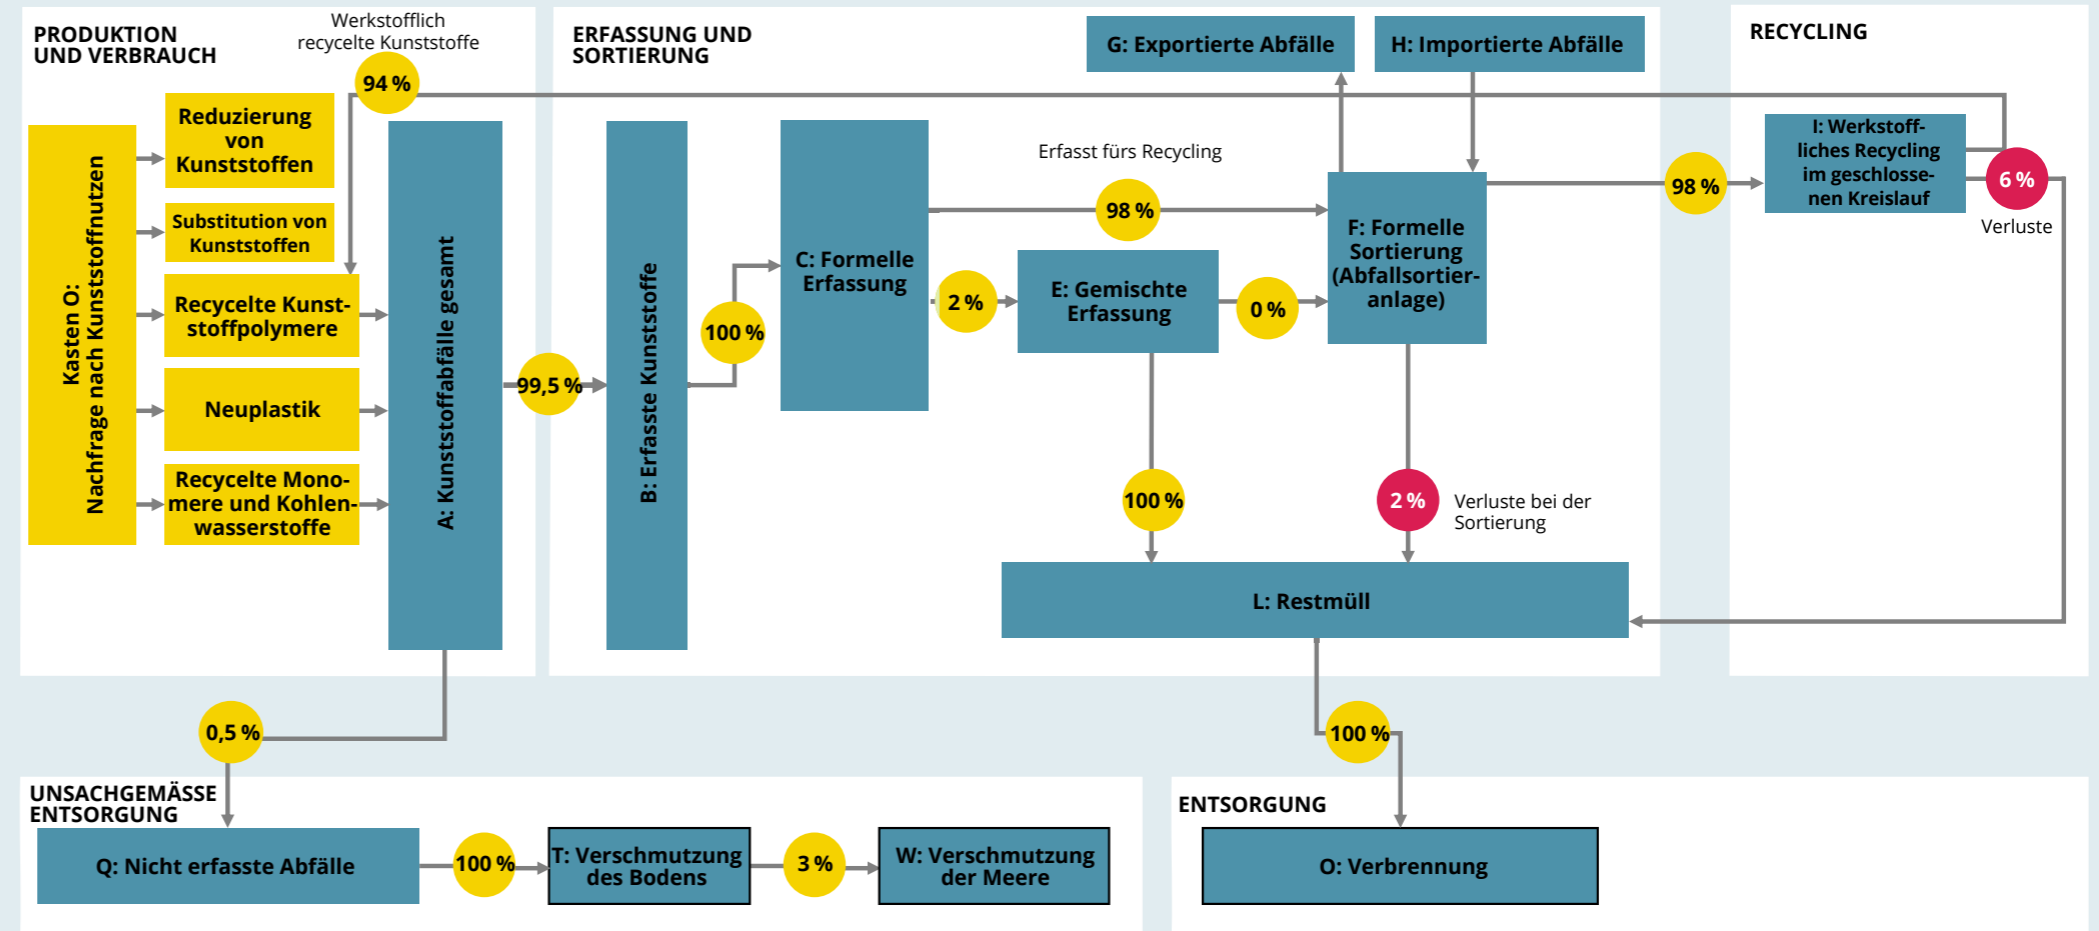 PRODUKTION
UND VERBRAUCH
Werkstofflich
recycelte Kunststoffe
94 %
Kasten O:
Nachfrage nach Kunststoffnutzen
Reduzierung
von
Kunststoffen
Substitution von
Kunststoffen
Recycelte Kunst-
stoffpolymere
Neuplastik
Recycelte Mono-
mere und Kohlen-
wasserstoffe
A: Kunststoffabfälle gesamt
99,5 %
ERFASSUNG UND
SORTIERUNG
B: Erfasste Kunststoffe
100 %
C: Formelle
Erfassung
Erfasst fürs Recycling
98 %
2 %
E: Gemischte
Erfassung
0 %
100 %
G: Exportierte Abfälle
H: Importierte Abfälle
F: Formelle
Sortierung
(Abfallsortier-
anlage)
2 %
Verluste bei der
Sortierung
L: Restmüll
98 %
RECYCLING
I: Werkstoff-
liches Recycling
im geschlosse-
nen Kreislauf
6 %
Verluste
0,5 %
100 %
UNSACHGEMÄSSE
ENTSORGUNG
Q: Nicht erfasste Abfälle
100 %
T: Verschmutzung
des Bodens
3 %
W: Verschmutzung
der Meere
ENTSORGUNG
O: Verbrennung